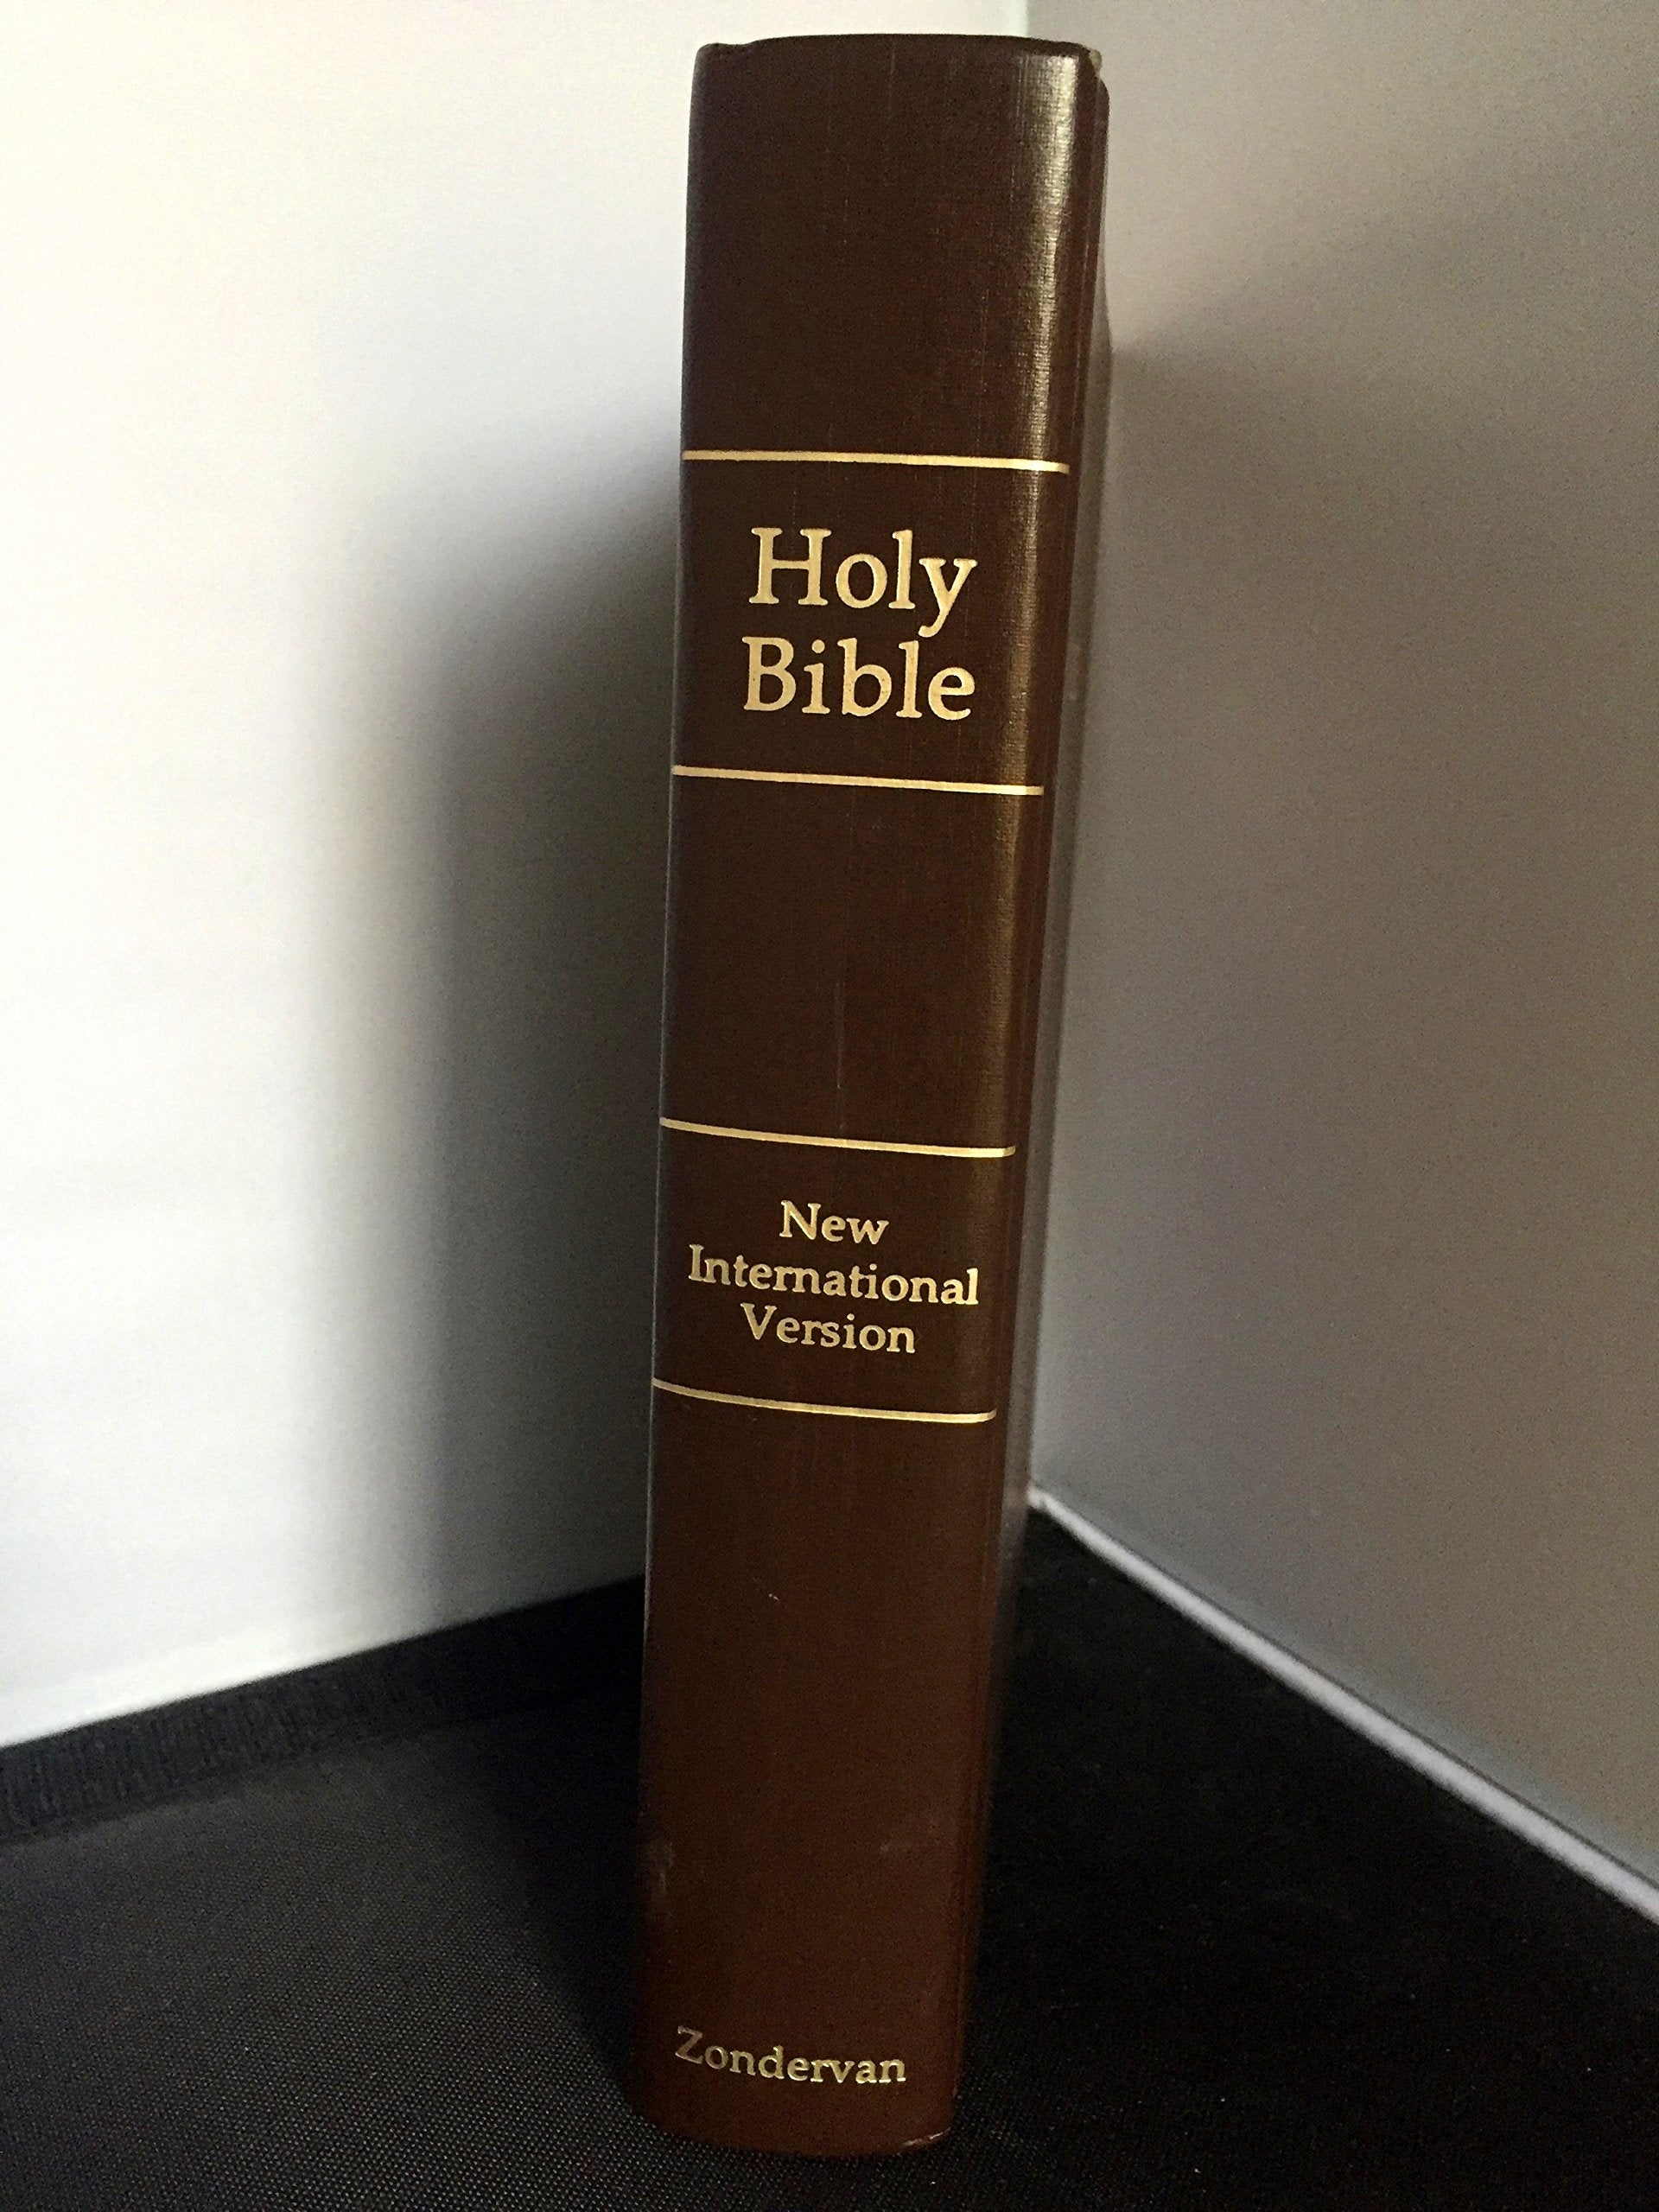 Holy
Bible
New
International
Version
Zondervan